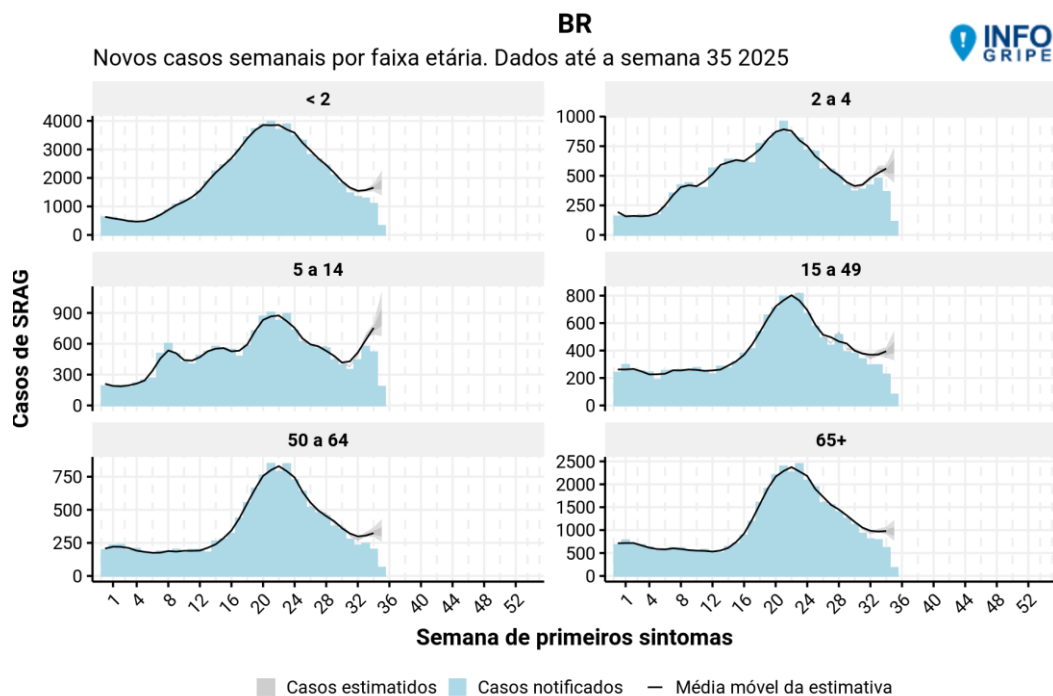 BR
INFO
GRIPE
Novos casos semanais por faixa etária. Dados até a semana 35 2025
< 2
2 a 4
4000
3000
2000
1000
0
1000
750
500
250
0
5 a 14
15 a 49
900
600
300
0
800
600
400
200
0
50 a 64
65+
750
500
250
0
2500
2000
1500
1000
500
0
1 4 8 12 16 20 24 28 32 36 40 44 48 52
1 4 8 12 16 20 24 28 32 36 40 44 48 52
Casos de SRAG
Semana de primeiros sintomas
Casos estimatidos Casos notificados Média móvel da estimativa